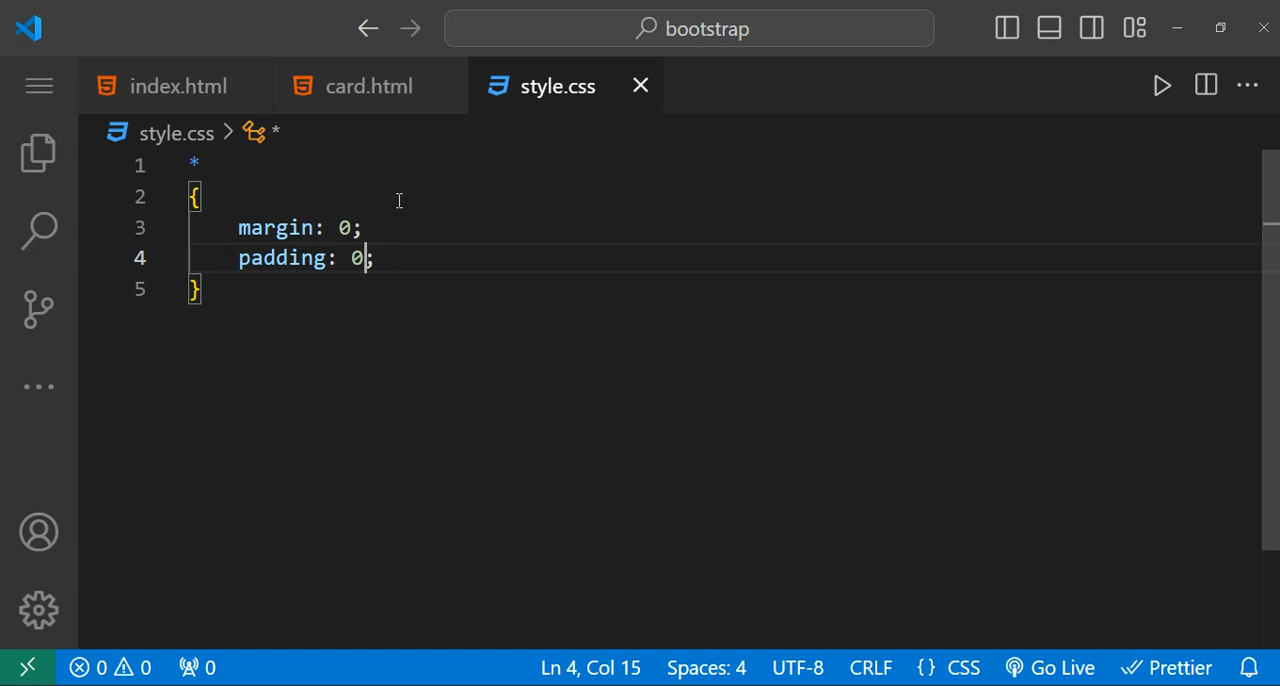 bootstrap
index.html
card.html
style.css
style.css > *
1 *
2 {
3 margin: 0;
4 padding: 0;
5 }
0 0 0 Ln 4, Col 15 Spaces: 4 UTF-8 CRLF {} CSS Go Live Prettier